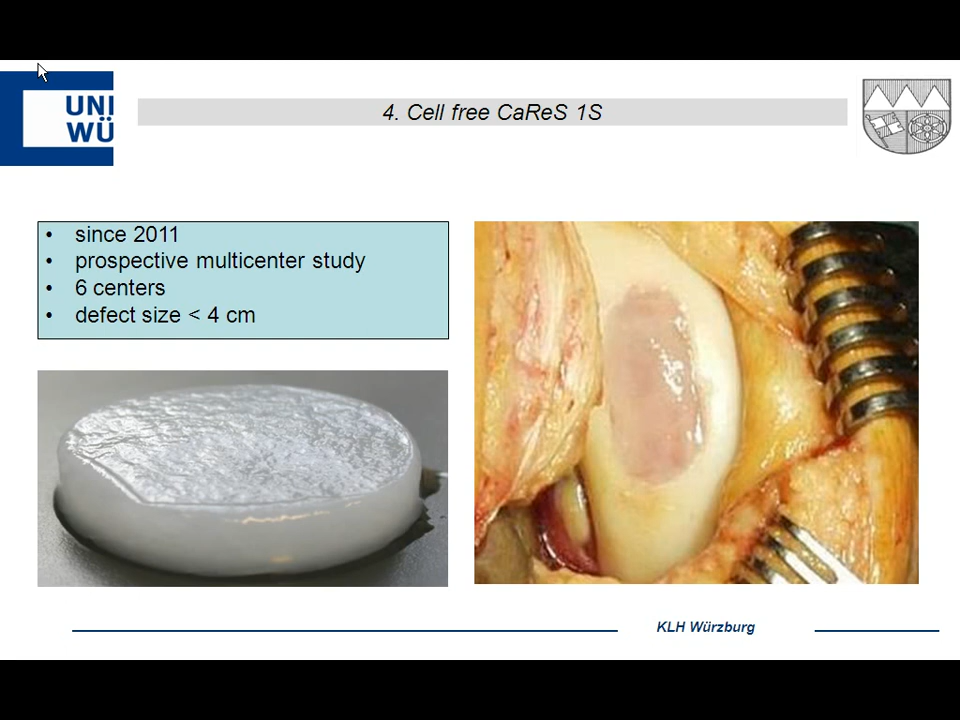 UNI
WÜ
4. Cell free CaReS 1S
• since 2011
• prospective multicenter study
• 6 centers
• defect size < 4 cm
KLH Würzburg